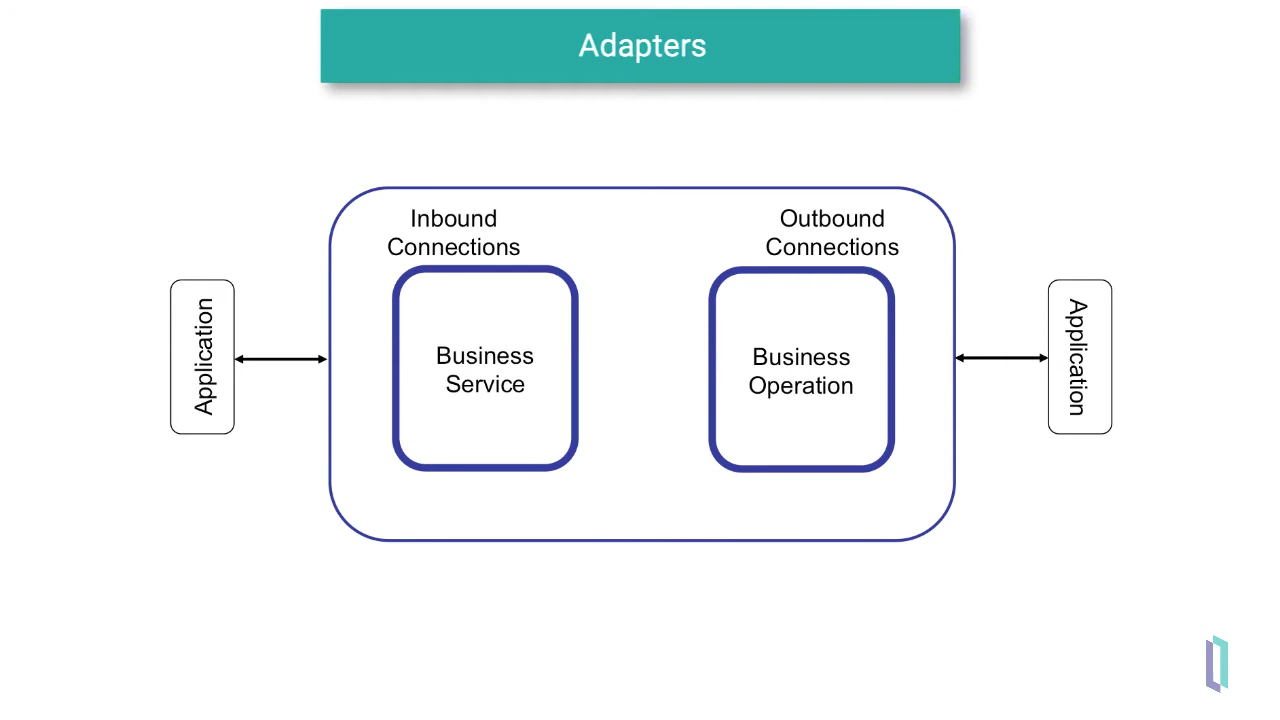 Adapters
Inbound
Connections
Outbound
Connections
Application
Business
Service
Business
Operation
Application